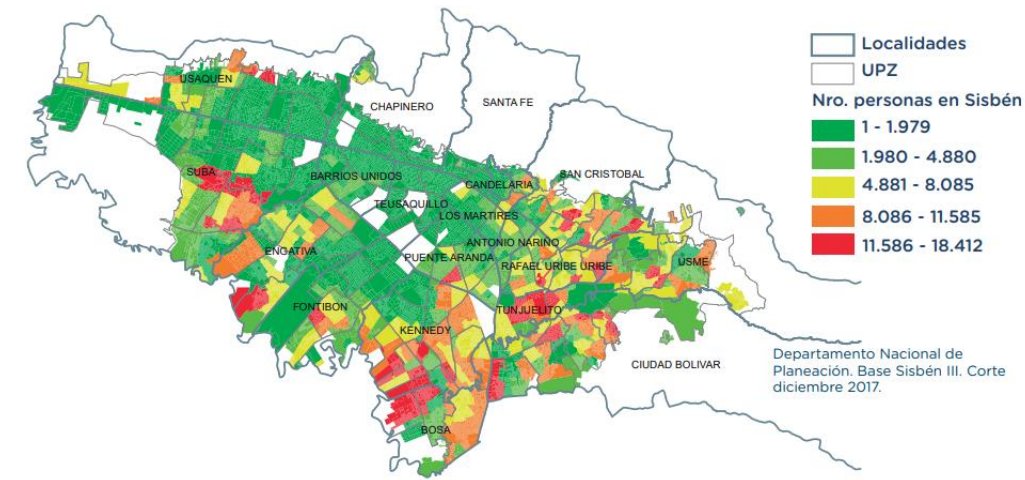 Localidades
UPZ
Nro. personas en Sisbén
1 - 1.979
1.980 - 4.880
4.881 - 8.085
8.086 - 11.585
11.586 - 18.412
USAQUEN
CHAPINERO
SANTA FE
SUBA
BARRIOS UNIDOS
CANDELARIA
SAN CRISTOBAL
TEUSAQUILLO
LOS MARTIRES
ENGATIVA
ANTONIO NARIÑO
PUENTE ARANDA
RAFAEL URIBE URIBE
USME
FONTIBON
TUNJUELITO
KENNEDY
CIUDAD BOLIVAR
BOSA
Departamento Nacional de
Planeación. Base Sisbén III. Corte
diciembre 2017.